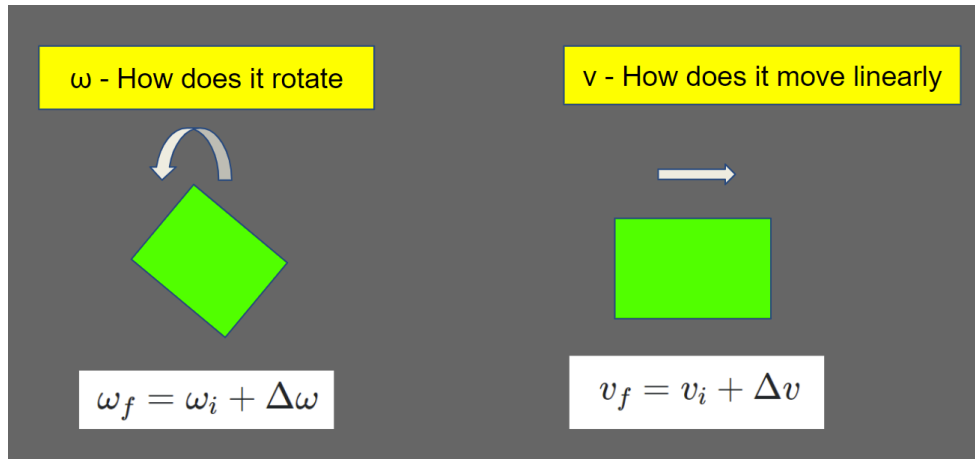 ω - How does it rotate
v - How does it move linearly
ω_f = ω_i + Δω
v_f = v_i + Δv